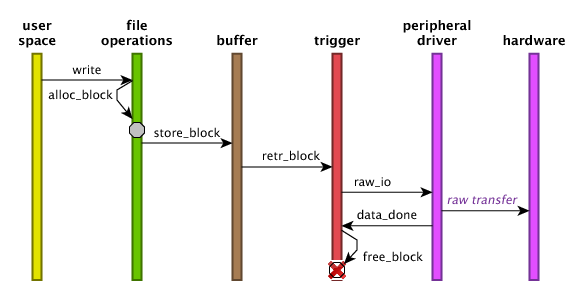 user
space
file
operations
buffer
trigger
peripheral
driver
hardware
write
alloc_block
store_block
retr_block
raw_io
raw transfer
data_done
free_block